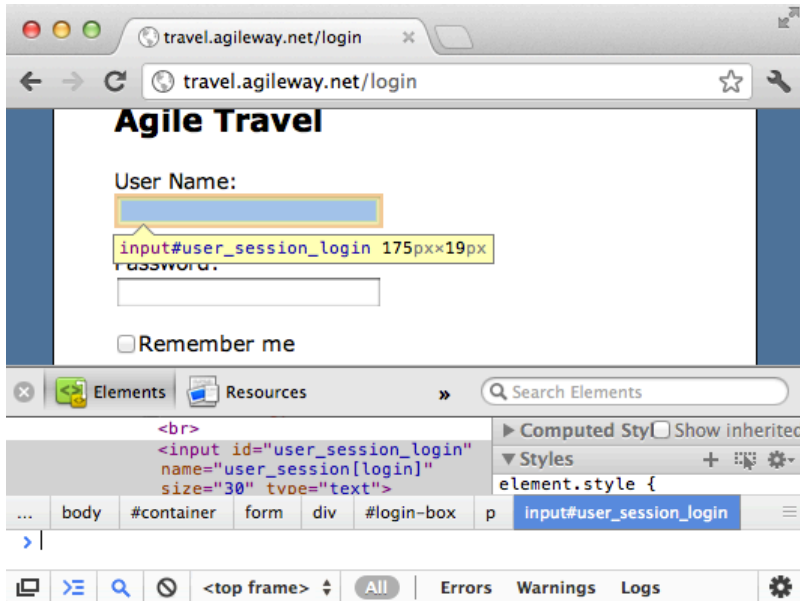 travel.agileway.net/login
travel.agileway.net/login
Agile Travel
User Name:
input#user_session_login 175px×19px
Password:
Remember me
Elements Resources » Search Elements
<br>
<input id="user_session_login"
name="user_session[login]"
size="30" type="text">
▶ Computed Styl Show inherited
▼ Styles
element.style {
... body #container form div #login-box p input#user_session_login
>
<top frame> All Errors Warnings Logs